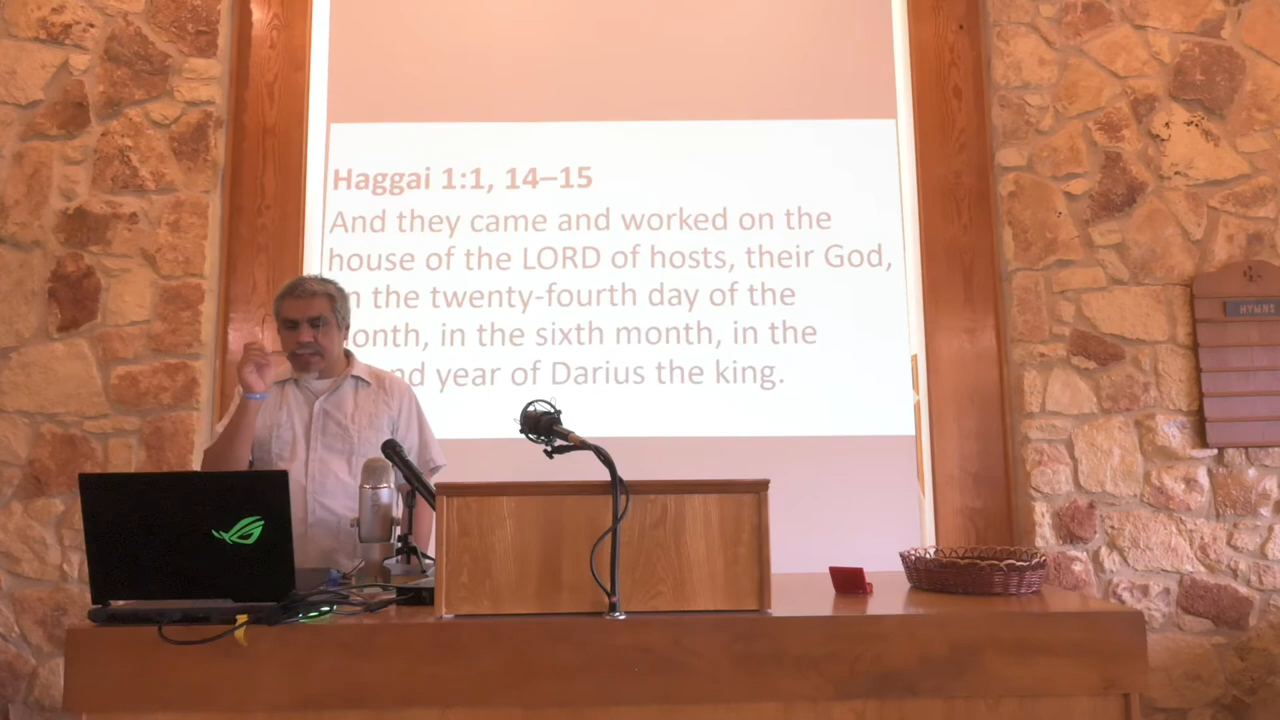 Haggai 1:1, 14–15
And they came and worked on the
house of the LORD of hosts, their God,
the twenty-fourth day of the
in the sixth month, in the
year of Darius the king.
HYMNS